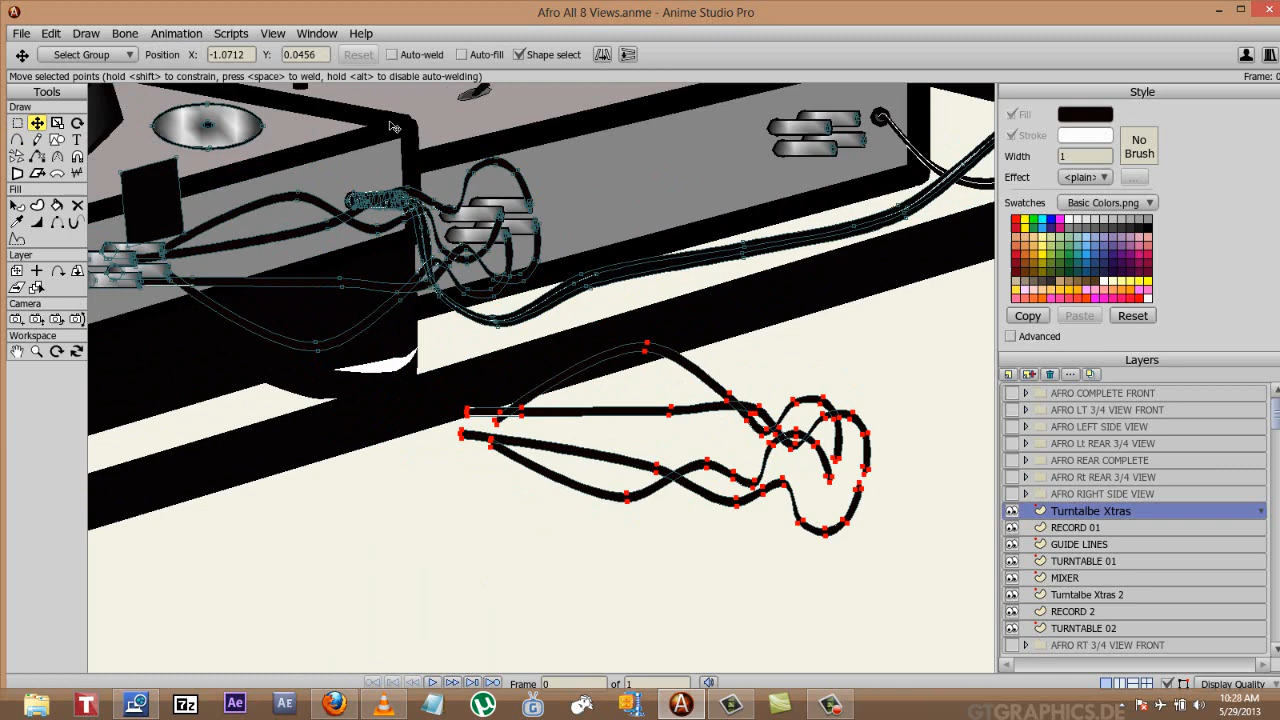 Afro All 8 Views.anme - Anime Studio Pro
File Edit Draw Bone Animation Scripts View Window Help
Select Group Position X: -1.0712 Y: 0.0456 Reset Auto-weld Auto-fill Shape select
Move selected points (hold <shift> to constrain, press <space> to weld, hold <alt> to disable auto-welding)
Frame: 0
Tools
Draw
Fill
Layer
Camera
Workspace
Style
Fill
Stroke
No Brush
Width 1
Effect <plain> ...
Swatches Basic Colors.png
Copy Paste Reset
Advanced
Layers
AFRO COMPLETE FRONT
AFRO LT 3/4 VIEW FRONT
AFRO LEFT SIDE VIEW
AFRO Lt REAR 3/4 VIEW
AFRO REAR COMPLETE
AFRO Rt REAR 3/4 VIEW
AFRO RIGHT SIDE VIEW
Turntalbe Xtras
RECORD 01
GUIDE LINES
TURNTABLE 01
MIXER
Turntalbe Xtras 2
RECORD 2
TURNTABLE 02
AFRO RT 3/4 VIEW FRONT
Frame 0 of 1
Display Quality
T 7z Ae AE A
10:28 AM
5/29/2013
GTGRAPHICS.DE